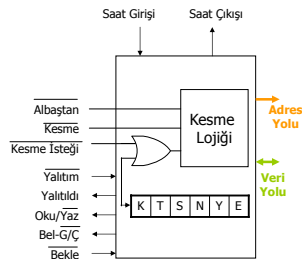 Saat Girişi
Saat Çıkışı
Albaştan
Kesme
Kesme İsteği
Kesme
Lojiği
Adres
Yolu
Yalıtım
Yalıtıldı
Oku/Yaz
Bel-G/Ç
Bekle
Veri
Yolu
K T S N Y E